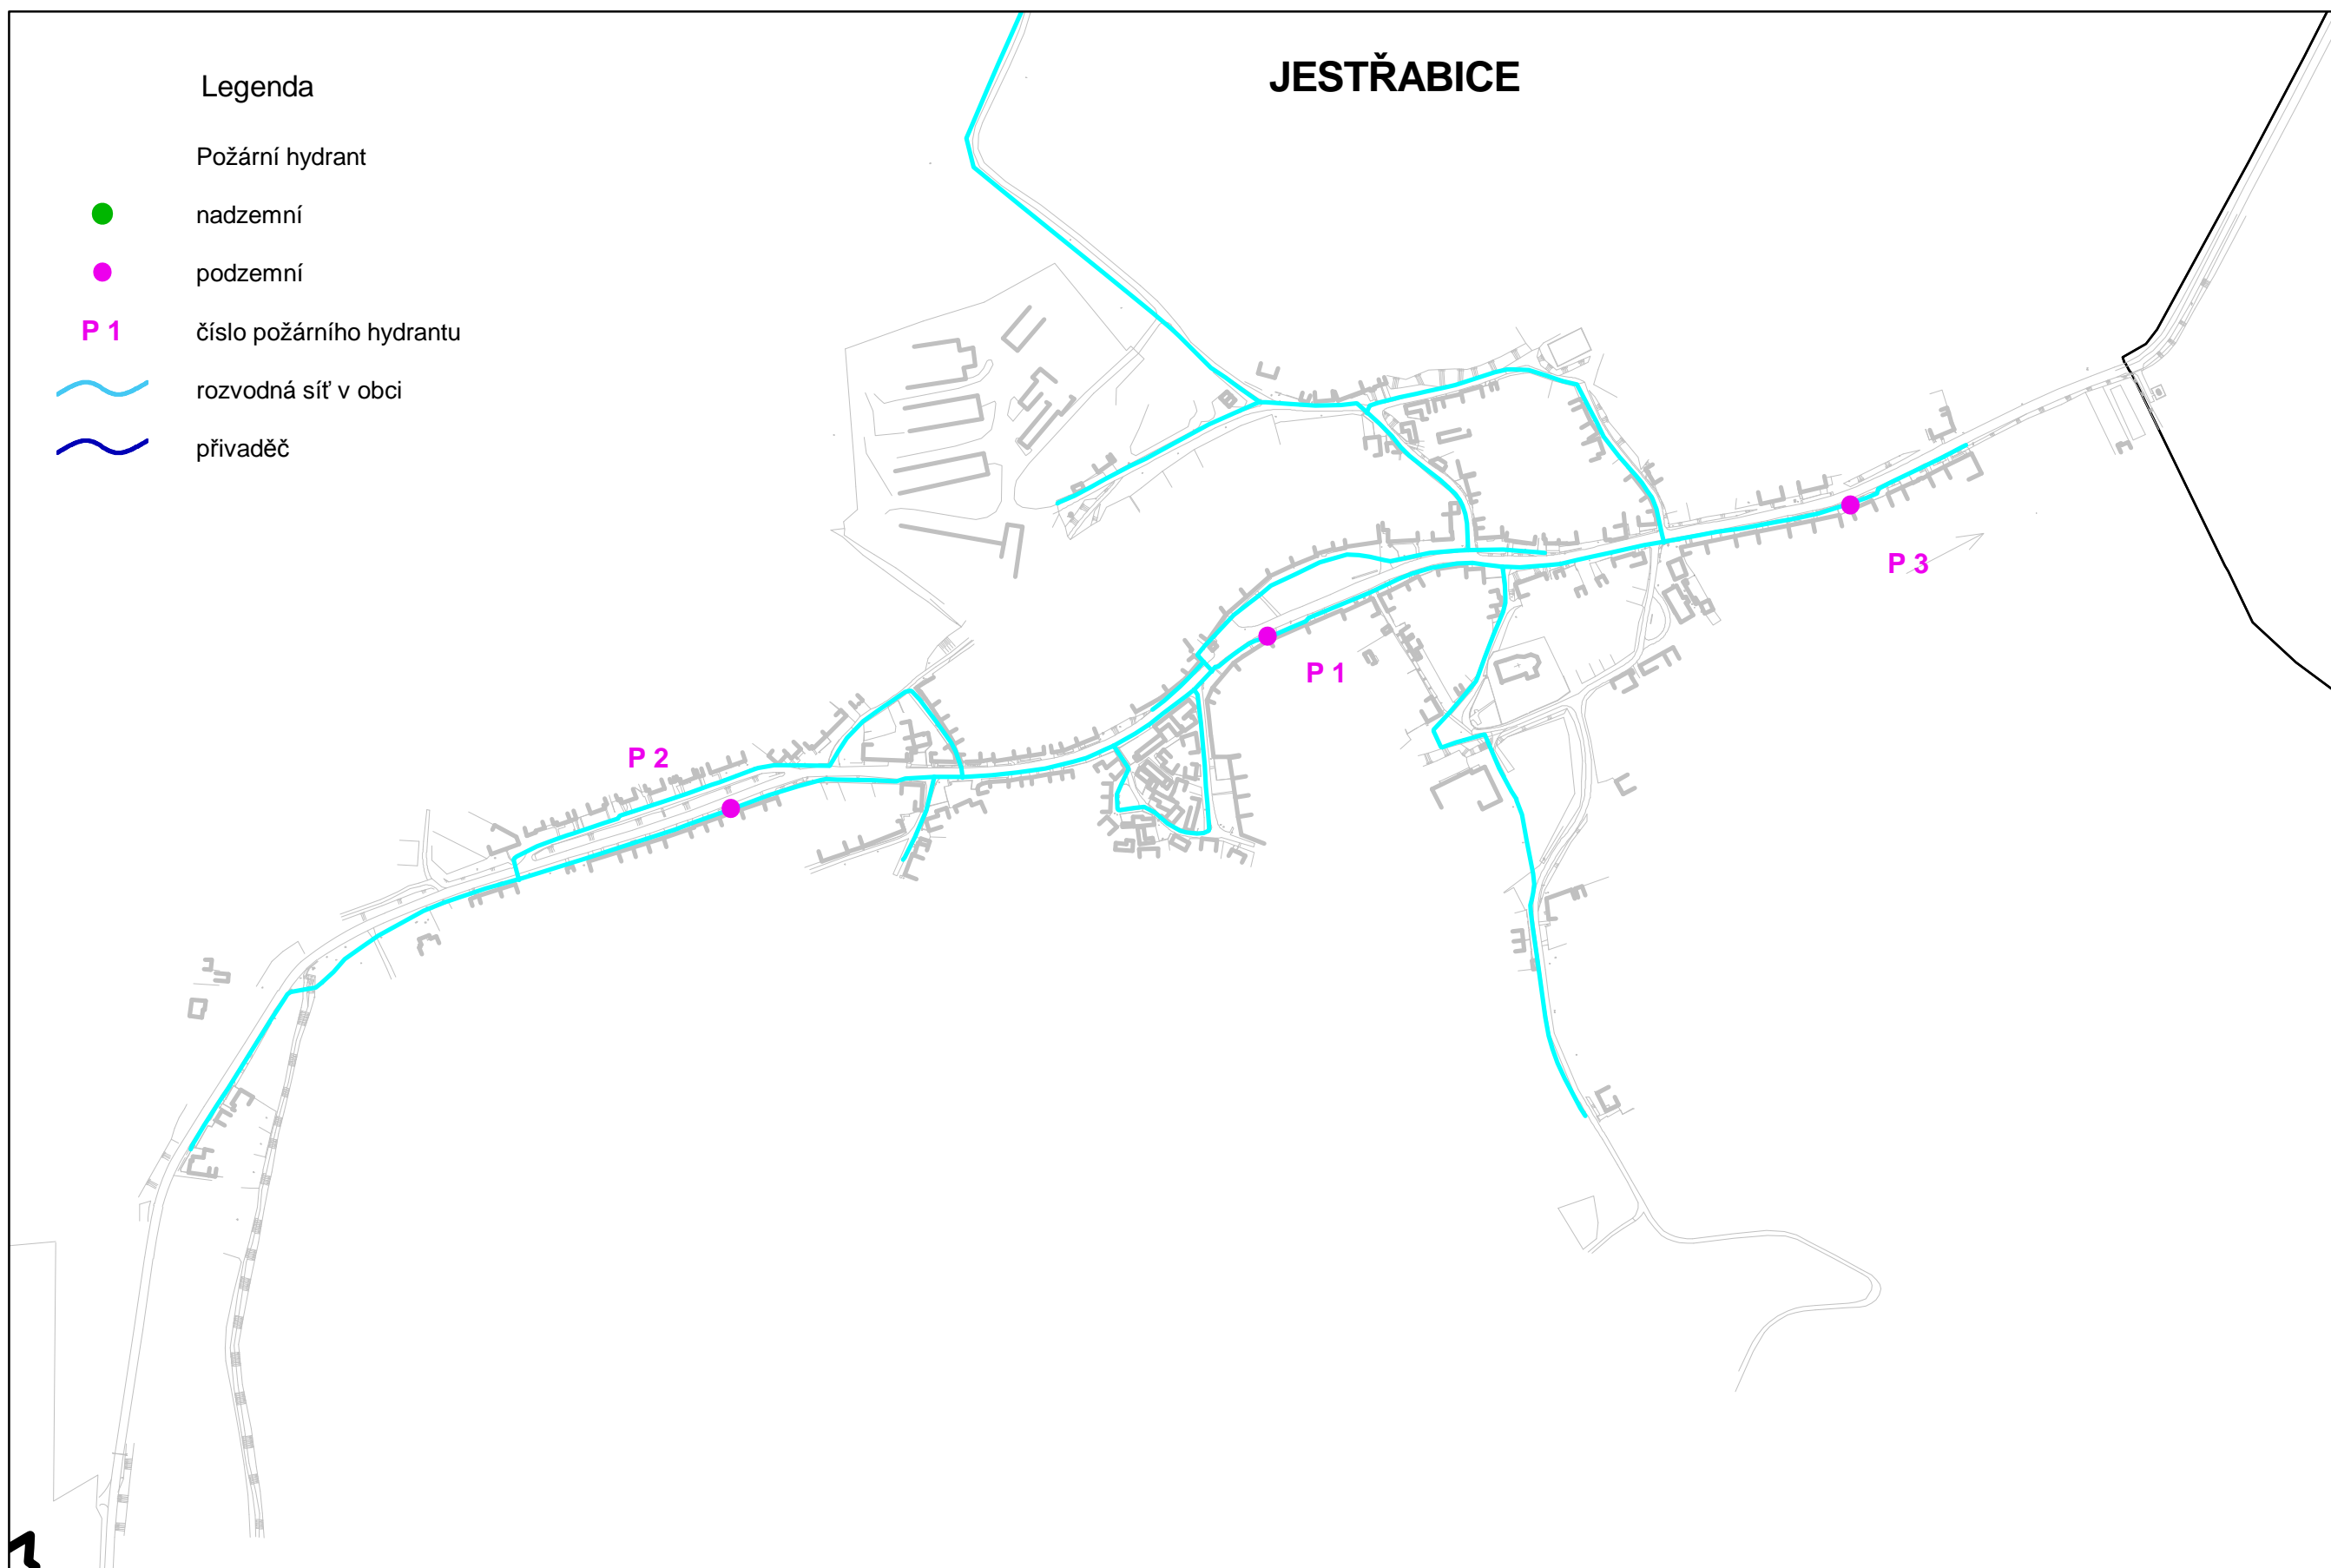 JESTŘABICE
Legenda
Požární hydrant
nadzemní
podzemní
P 1 číslo požárního hydrantu
rozvodná síť v obci
přivaděč
P 3
P 1
P 2